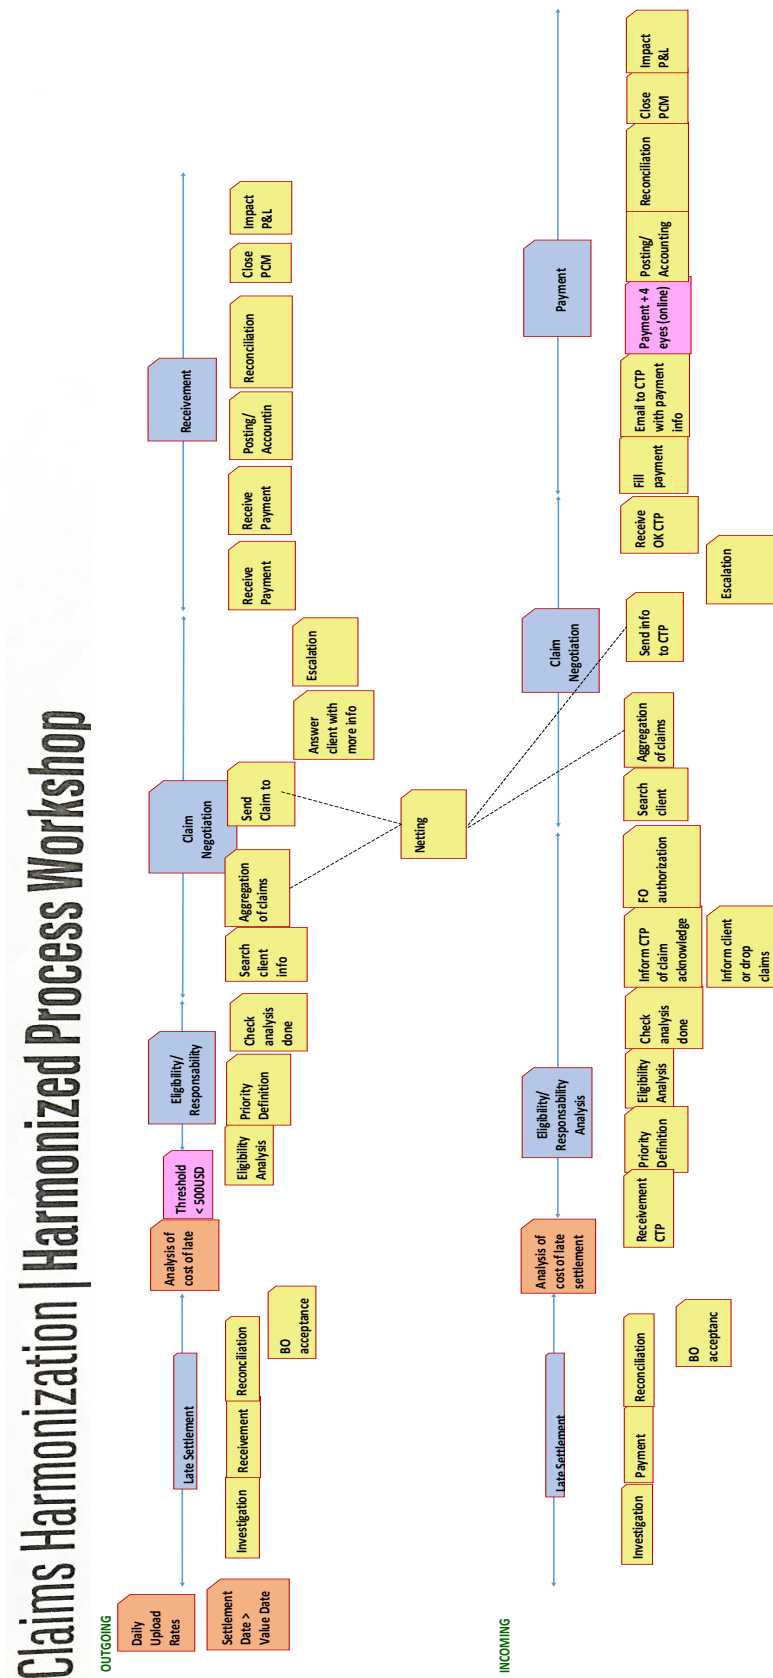 Claims Harmonization | Harmonized Process Workshop
OUTGOING
Daily
Upload
Rates
Settlement
Date >
Value Date
Late Settlement
Investigation
Receivement
Reconciliation
BO
acceptance
Analysis of
cost of late
Threshold
< 500USD
Eligibility/
Responsability
Eligibility
Analysis
Priority
Definition
Check
analysis
done
Claim
Negotiation
Search
client
info
Aggregation
of claims
Send
Claim to
Answer
client with
more info
Escalation
Receivement
Receive
Payment
Receive
Payment
Posting/
Accountin
Reconciliation
Close
PCM
Impact
P&L
Netting
INCOMING
Late Settlement
Investigation
Payment
Reconciliation
BO
acceptanc
Analysis of
cost of late
settlement
Eligibility/
Responsability
Analysis
Receivement
CTP
Priority
Definition
Eligibility
Analysis
Check
analysis
done
Inform CTP
of claim
acknowledge
Inform client
or drop
claims
FO
authorization
Claim
Negotiation
Search
client
Aggregation
of claims
Send info
to CTP
Escalation
Receive
OK CTP
Payment
Fill
payment
Email to CTP
with payment
info
Payment + 4
eyes (online)
Posting/
Accounting
Reconciliation
Close
PCM
Impact
P&L